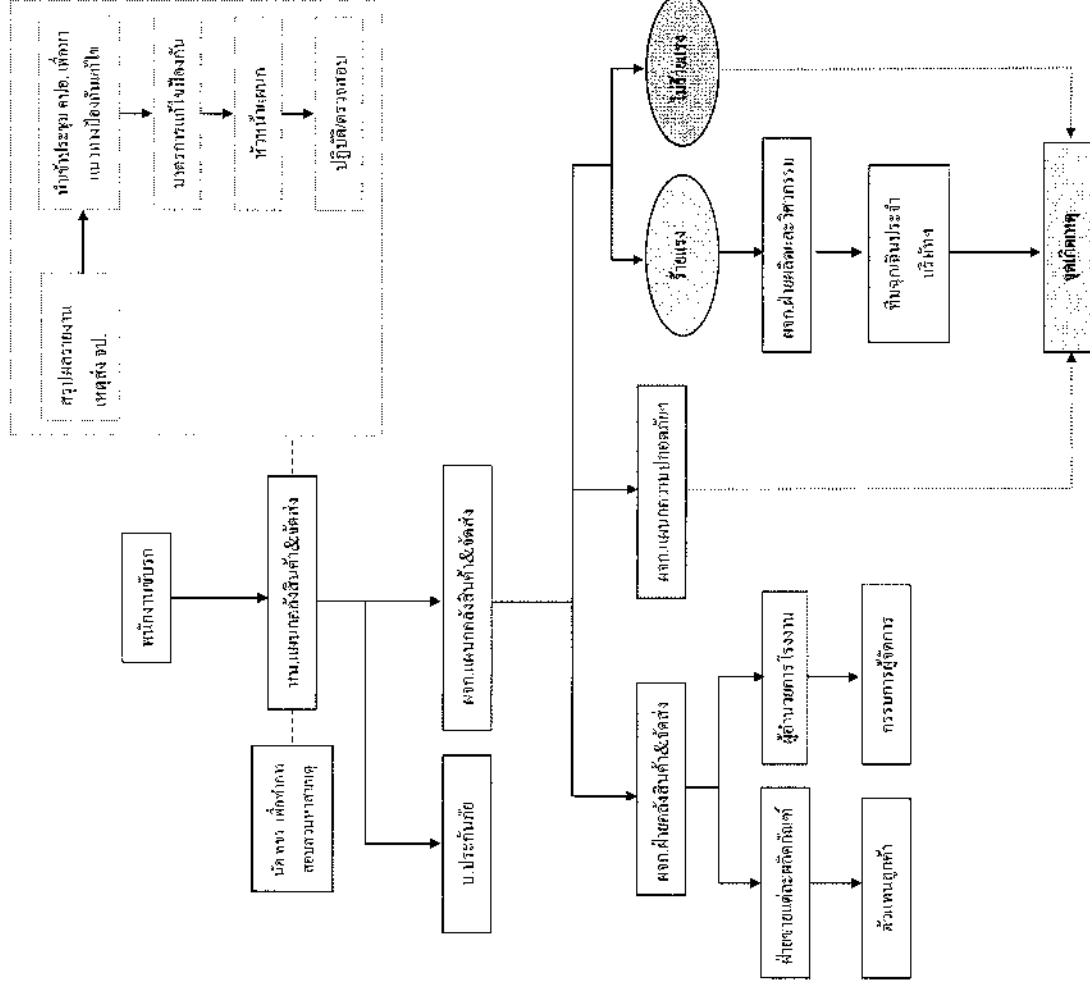 พนักงานขับรถ
นัด พขร. เพื่อทำการ
สอบสวนหาสาเหตุ
หน.แผนกคลังสินค้า&จัดส่ง
สรุปผลรายงาน
เหตุส่ง จป.
นำเข้าประชุม คปอ. เพื่อหา
แนวทางป้องกันแก้ไข
มาตรการแก้ไขป้องกัน
หัวหน้าแผนก
ปฏิบัติ/ตรวจสอบ
บ.ประกันภัย
ผจก.แผนกคลังสินค้า&จัดส่ง
ผจก.ฝ่ายคลังสินค้า&จัดส่ง
ผจก.แผนกความปลอดภัยฯ
ร้ายแรง
ไม่ร้ายแรง
ฝ่ายขายแต่ละผลิตภัณฑ์
ผู้อำนวยการโรงงาน
ผจก.ฝ่ายผลิตและวิศวกรรม
ตัวแทนลูกค้า
กรรมการผู้จัดการ
ทีมฉุกเฉินประจำ
บริษัทฯ
จุดเกิดเหตุ